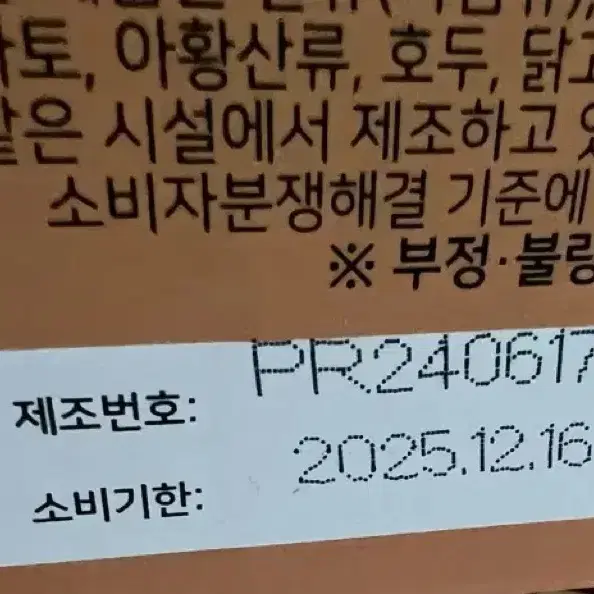 토, 아황산류, 호두, 닭고
같은 시설에서 제조하고
소비자분쟁해결 기준에
※ 부정·불량
제조번호: PR240617
소비기한: 2025.12.16